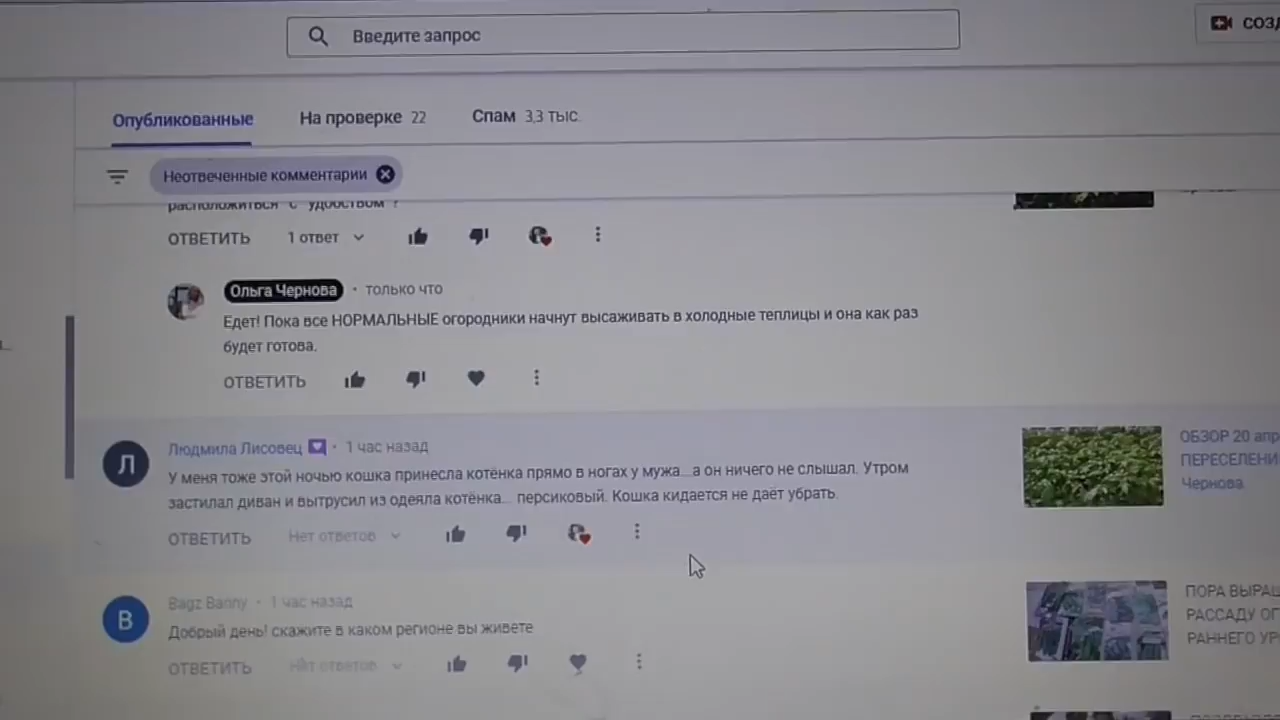 Введите запрос
Опубликованные На проверке 22 Спам 3,3 тыс.
Неотвеченные комментарии
расположиться с удобством ?
ОТВЕТИТЬ 1 ответ
Ольга Чернова • только что
Едет! Пока все НОРМАЛЬНЫЕ огородники начнут высаживать в холодные теплицы и она как раз
будет готова.
ОТВЕТИТЬ
Л
Людмила Лисовец • 1 час назад
У меня тоже этой ночью кошка принесла котёнка прямо в ногах у мужа...а он ничего не слышал. Утром
застилал диван и вытрусил из одеяла котёнка... персиковый. Кошка кидается не даёт убрать.
ОБЗОР 20 апр
ПЕРЕСЕЛЕНИ
Чернова
ОТВЕТИТЬ Нет ответов
B
Bagz Banny • 1 час назад
Добрый день! скажите в каком регионе вы живете
ПОРА ВЫРАЩ
РАССАДУ ОГ
РАННЕГО УР
ОТВЕТИТЬ Нет ответов